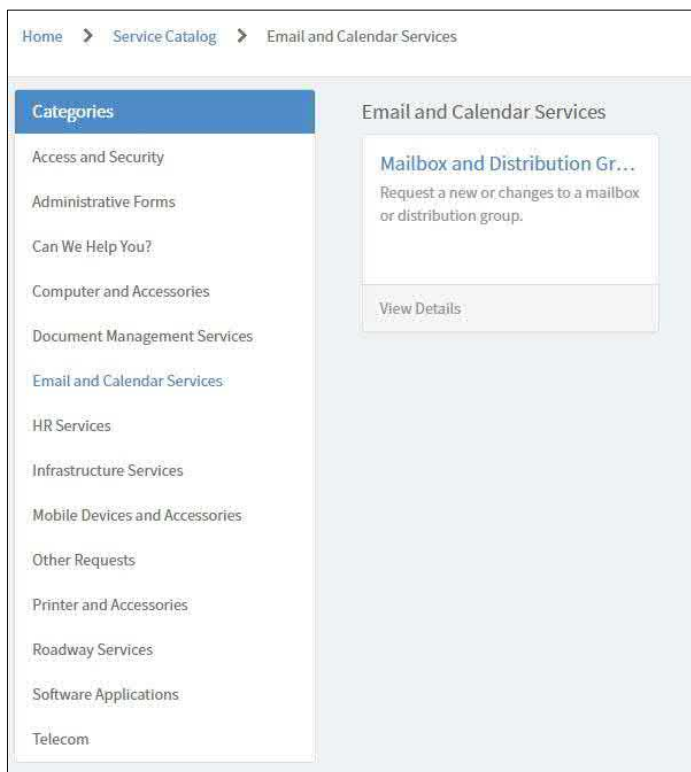 Home > Service Catalog > Email and Calendar Services
Categories
Access and Security
Administrative Forms
Can We Help You?
Computer and Accessories
Document Management Services
Email and Calendar Services
HR Services
Infrastructure Services
Mobile Devices and Accessories
Other Requests
Printer and Accessories
Roadway Services
Software Applications
Telecom
Email and Calendar Services
Mailbox and Distribution Gr...
Request a new or changes to a mailbox
or distribution group.
View Details